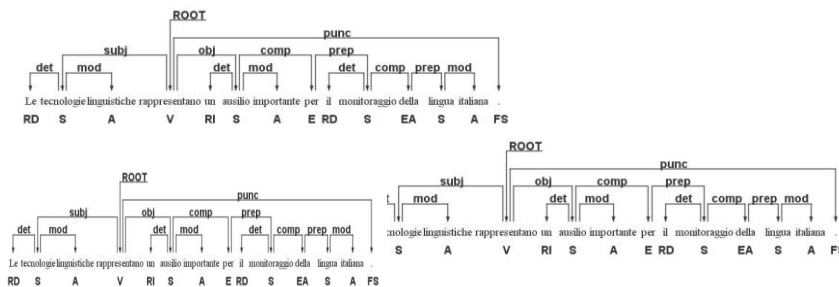 ROOT
punc
subj obj comp prep
det mod det mod det comp prep mod
Le tecnologie linguistiche rappresentano un ausilio importante per il monitoraggio della lingua italiana .
RD S A V RI S A E RD S EA S A FS
ROOT
punc
subj obj comp prep
det mod det mod det comp prep mod
Le tecnologie linguistiche rappresentano un ausilio importante per il monitoraggio della lingua italiana .
RD S A V RI S A E RD S EA S A FS
ROOT
punc
subj obj comp prep
t mod det mod det comp prep mod
cnologie linguistiche rappresentano un ausilio importante per il monitoraggio della lingua italiana .
S A V RI S A E RD S EA S A FS